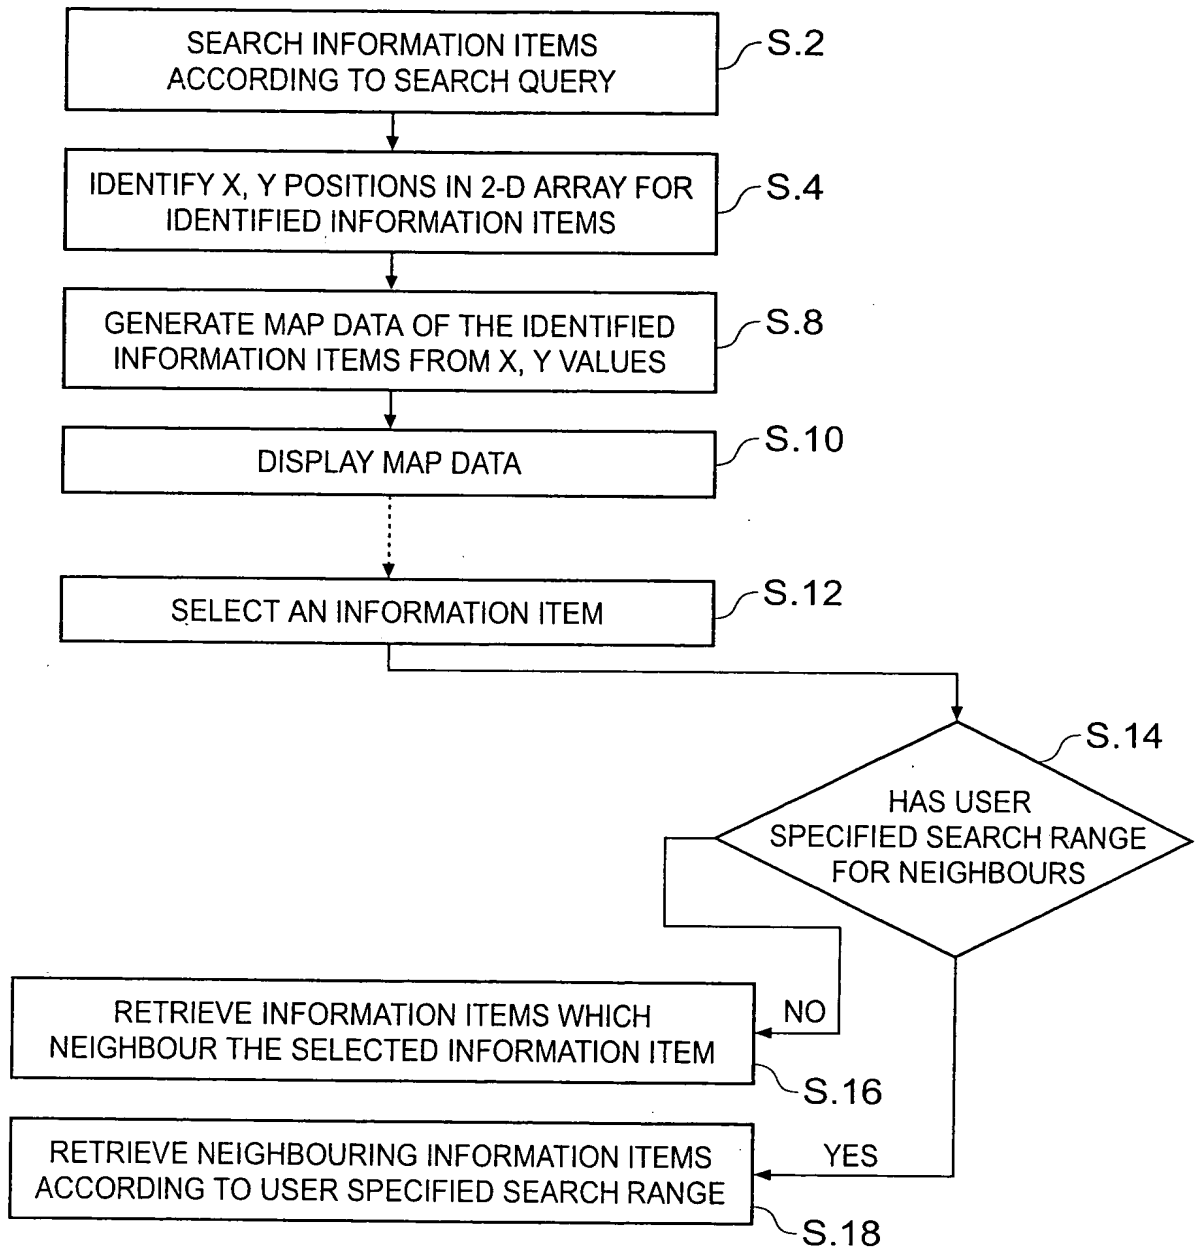 SEARCH INFORMATION ITEMS
ACCORDING TO SEARCH QUERY
S.2
IDENTIFY X, Y POSITIONS IN 2-D ARRAY FOR
IDENTIFIED INFORMATION ITEMS
S.4
GENERATE MAP DATA OF THE IDENTIFIED
INFORMATION ITEMS FROM X, Y VALUES
S.8
DISPLAY MAP DATA
S.10
SELECT AN INFORMATION ITEM
S.12
S.14
HAS USER
SPECIFIED SEARCH RANGE
FOR NEIGHBOURS
RETRIEVE INFORMATION ITEMS WHICH
NEIGHBOUR THE SELECTED INFORMATION ITEM
NO
S.16
RETRIEVE NEIGHBOURING INFORMATION ITEMS
ACCORDING TO USER SPECIFIED SEARCH RANGE
YES
S.18